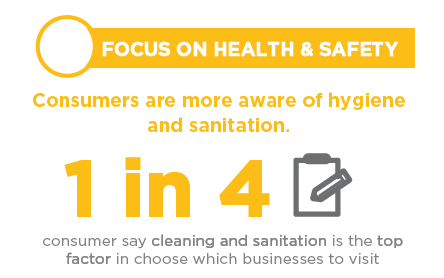 FOCUS ON HEALTH & SAFETY
Consumers are more aware of hygiene
and sanitation.
1 in 4
consumer say cleaning and sanitation is the top
factor in choose which businesses to visit